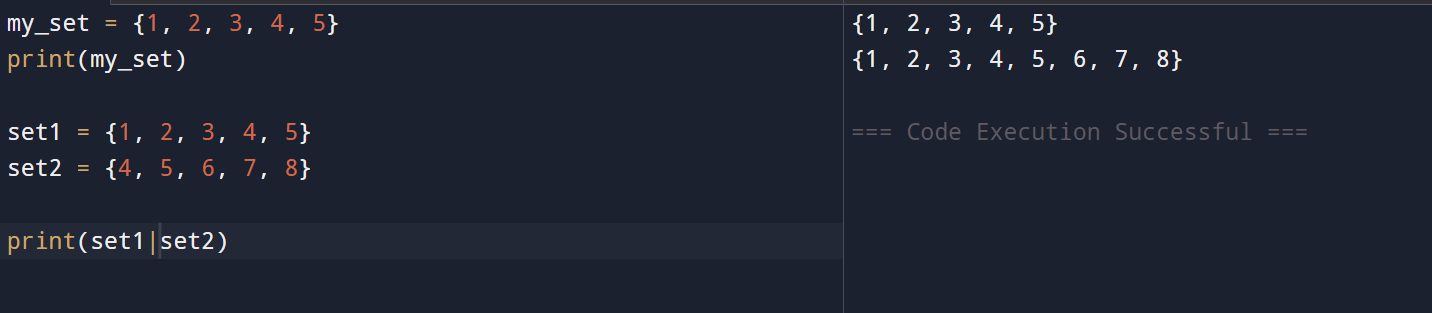 my_set = {1, 2, 3, 4, 5}
print(my_set)
set1 = {1, 2, 3, 4, 5}
set2 = {4, 5, 6, 7, 8}
print(set1|set2)
{1, 2, 3, 4, 5}
{1, 2, 3, 4, 5, 6, 7, 8}
=== Code Execution Successful ===